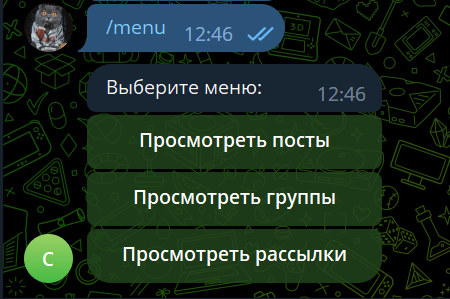 /menu 12:46
Выберите меню: 12:46
Просмотреть посты
Просмотреть группы
Просмотреть рассылки
С